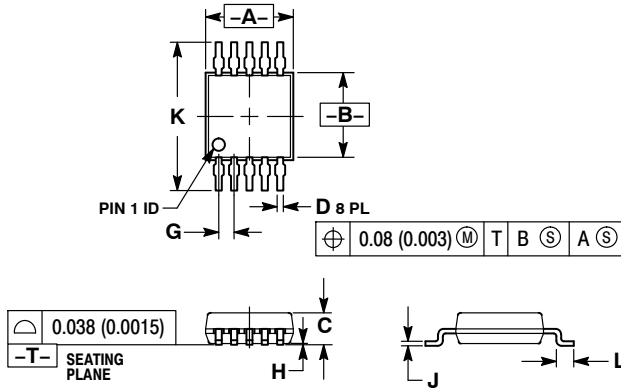 –A–
K
–B–
PIN 1 ID
G
D 8 PL
⌖ 0.08 (0.003) Ⓜ T B Ⓢ A Ⓢ
⌓ 0.038 (0.0015)
–T– SEATING
PLANE
C
H
J
L